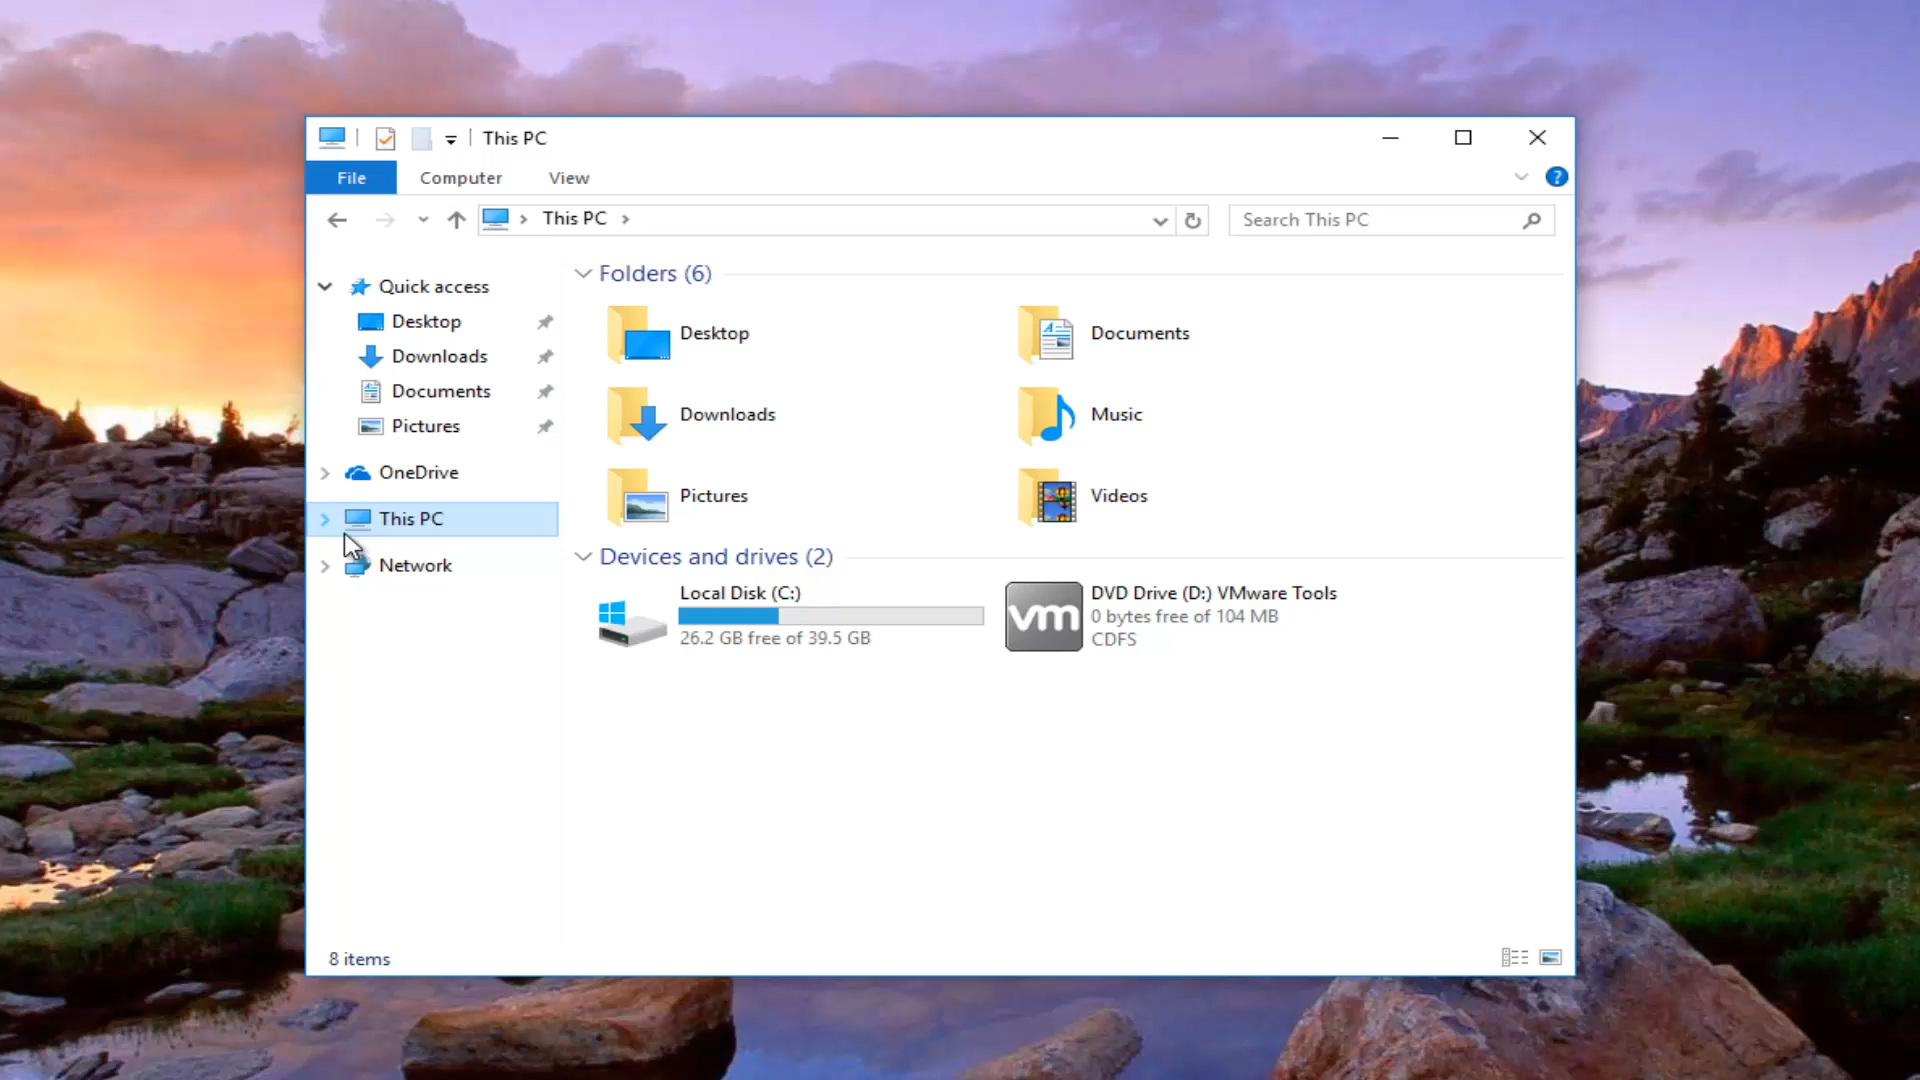 This PC
File Computer View
This PC
Search This PC
Quick access
Desktop
Downloads
Documents
Pictures
OneDrive
This PC
Network
Folders (6)
Desktop
Documents
Downloads
Music
Pictures
Videos
Devices and drives (2)
Local Disk (C:)
26.2 GB free of 39.5 GB
vm
DVD Drive (D:) VMware Tools
0 bytes free of 104 MB
CDFS
8 items